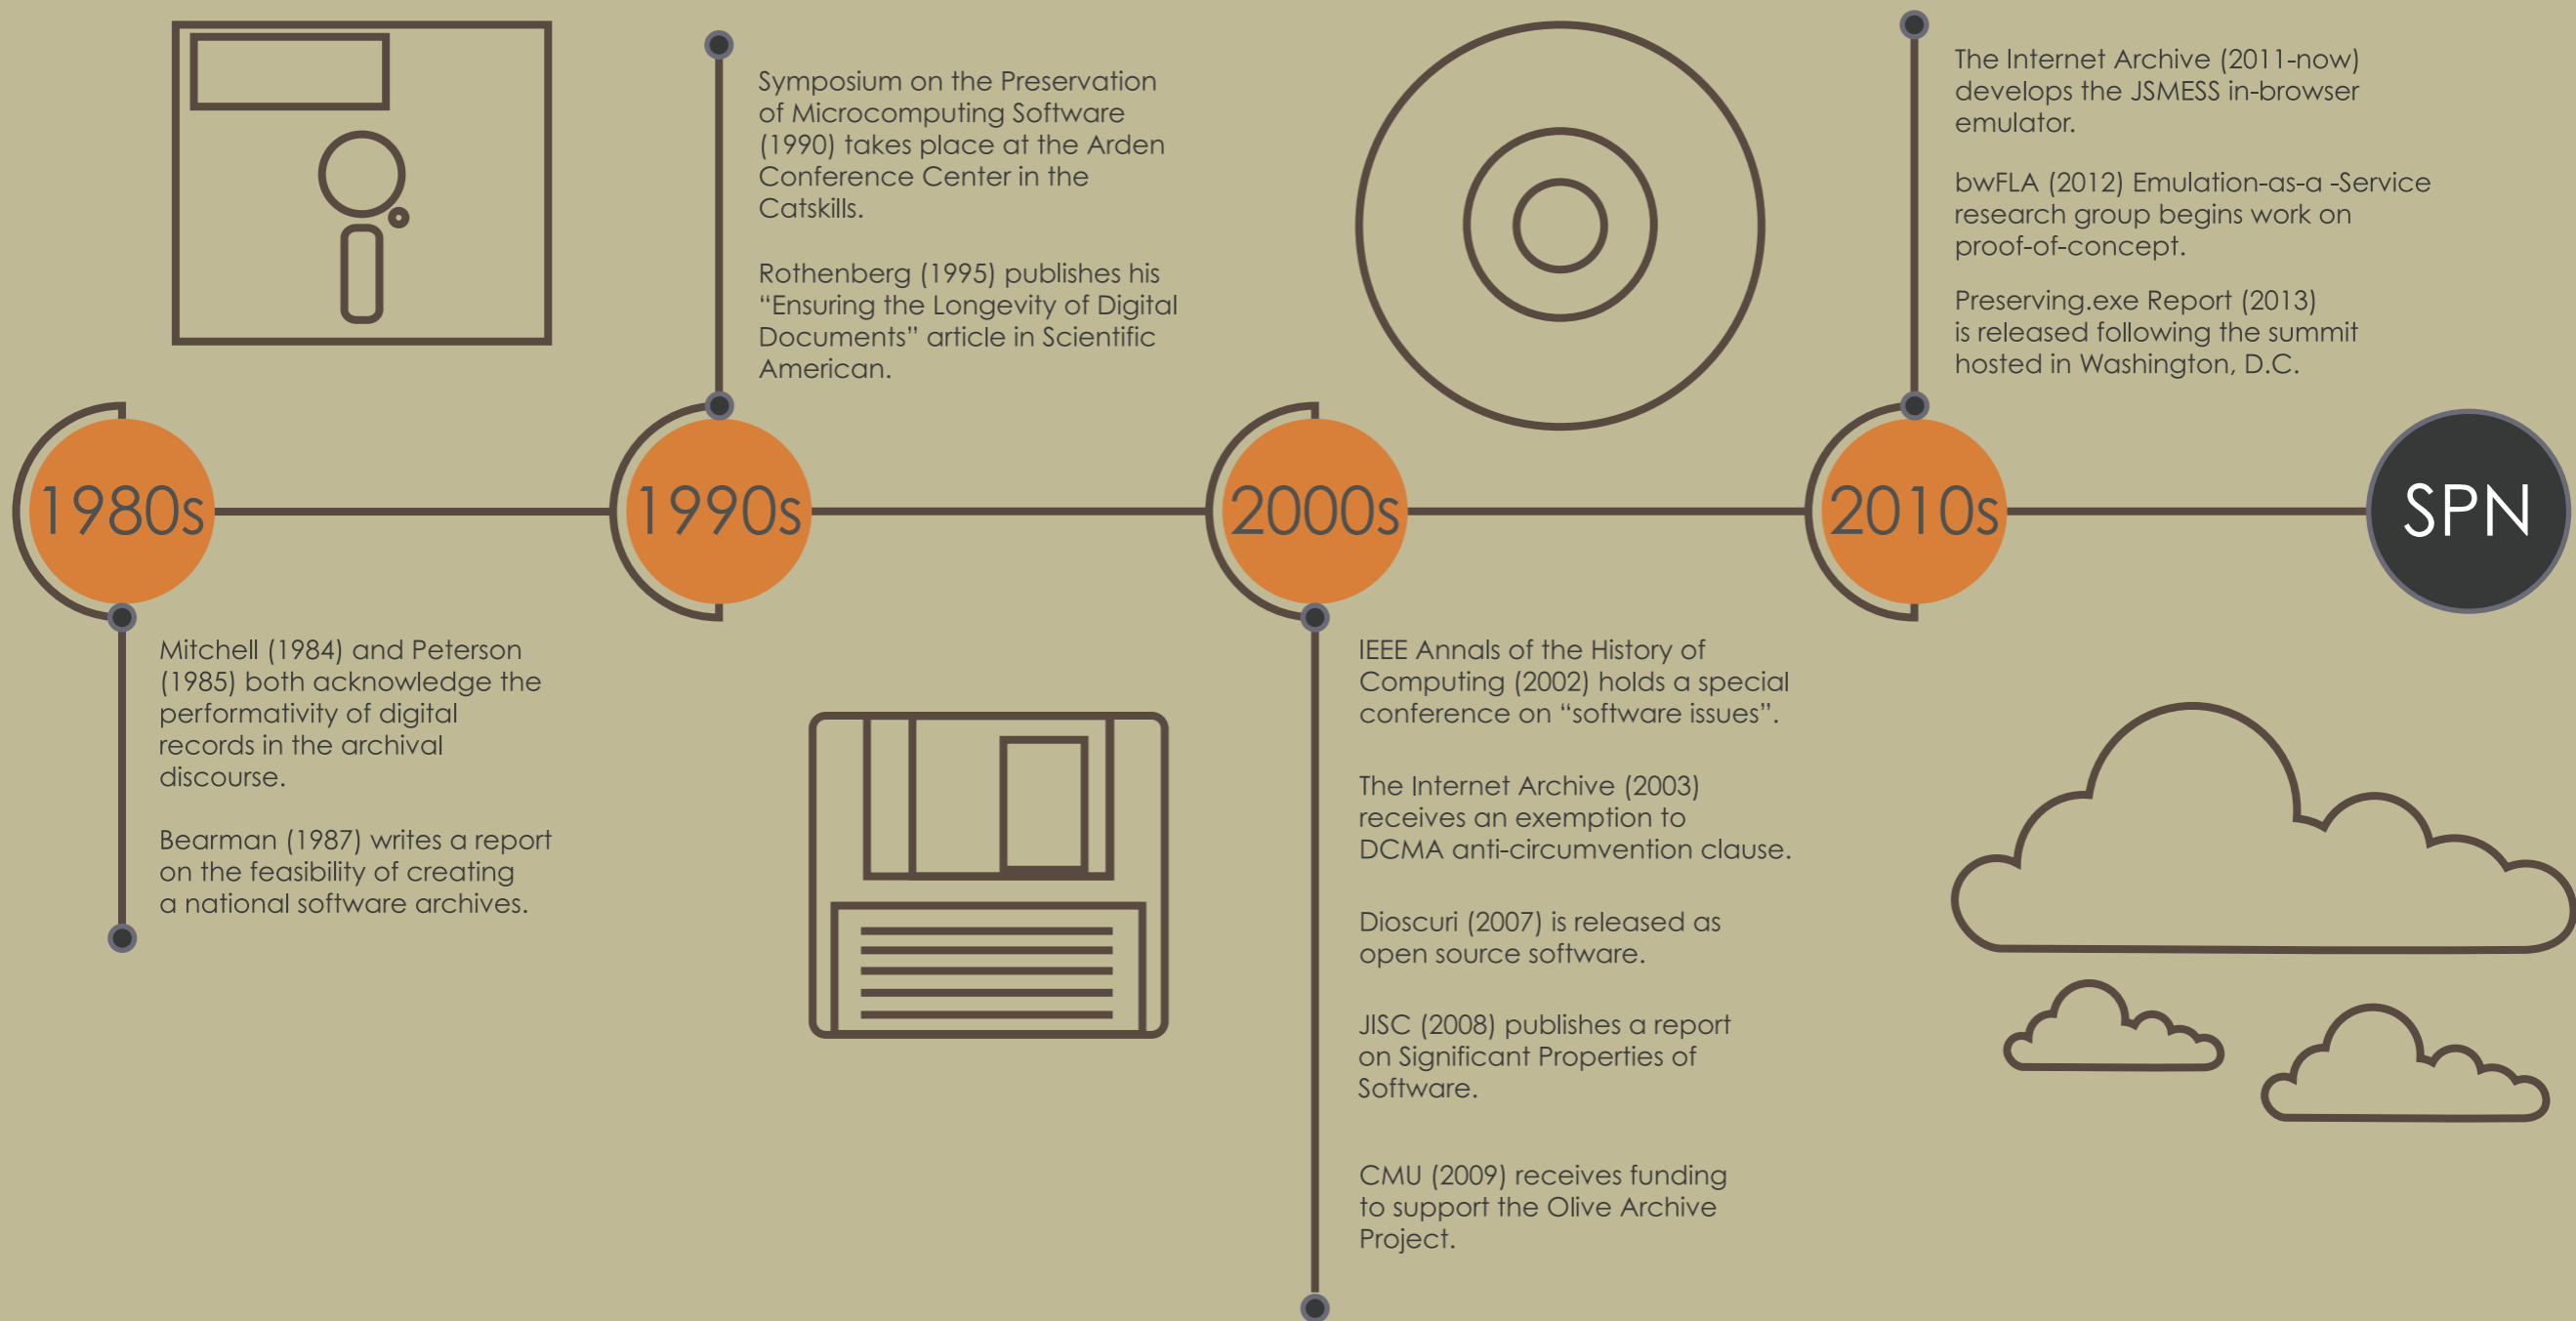 1980s
Mitchell (1984) and Peterson
(1985) both acknowledge the
performativity of digital
records in the archival
discourse.
Bearman (1987) writes a report
on the feasibility of creating
a national software archives.
1990s
Symposium on the Preservation
of Microcomputing Software
(1990) takes place at the Arden
Conference Center in the
Catskills.
Rothenberg (1995) publishes his
“Ensuring the Longevity of Digital
Documents” article in Scientific
American.
2000s
IEEE Annals of the History of
Computing (2002) holds a special
conference on “software issues”.
The Internet Archive (2003)
receives an exemption to
DCMA anti-circumvention clause.
Dioscuri (2007) is released as
open source software.
JISC (2008) publishes a report
on Significant Properties of
Software.
CMU (2009) receives funding
to support the Olive Archive
Project.
2010s
The Internet Archive (2011-now)
develops the JSMESS in-browser
emulator.
bwFLA (2012) Emulation-as-a -Service
research group begins work on
proof-of-concept.
Preserving.exe Report (2013)
is released following the summit
hosted in Washington, D.C.
SPN